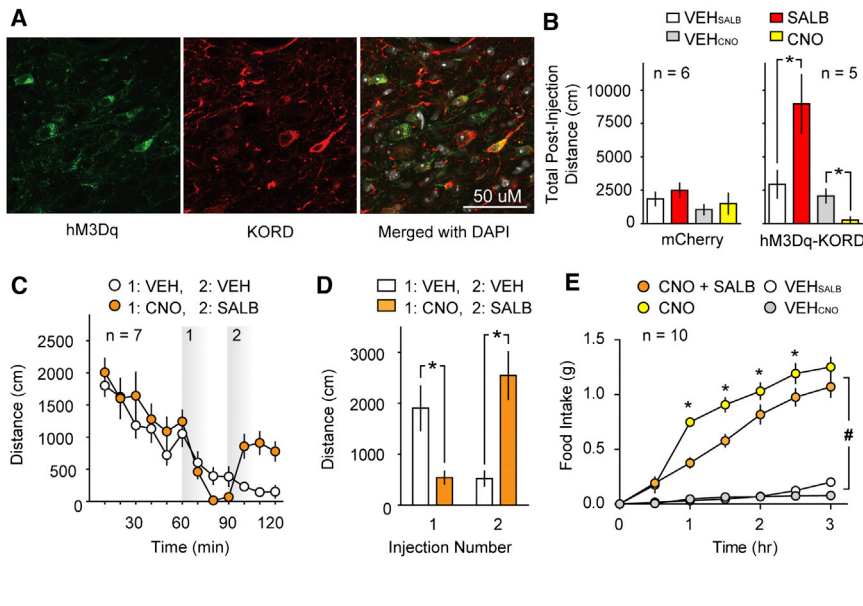 A
hM3Dq
KORD
50 uM
Merged with DAPI
B
VEHSALB
SALB
VEHCNO
CNO
Total Post-Injection
Distance (cm)
10000
7500
5000
2500
0
n = 6
mCherry
*
n = 5
*
hM3Dq-KORD
C
1: VEH, 2: VEH
1: CNO, 2: SALB
n = 7
1
2
Distance (cm)
2500
2000
1500
1000
500
0
30
60
90
120
Time (min)
D
1: VEH, 2: VEH
1: CNO, 2: SALB
Distance (cm)
3000
2000
1000
0
*
*
1
2
Injection Number
E
CNO + SALB
VEHSALB
CNO
VEHCNO
n = 10
Food Intake (g)
1.5
1.0
0.5
0.0
*
*
*
*
#
0
1
2
3
Time (hr)